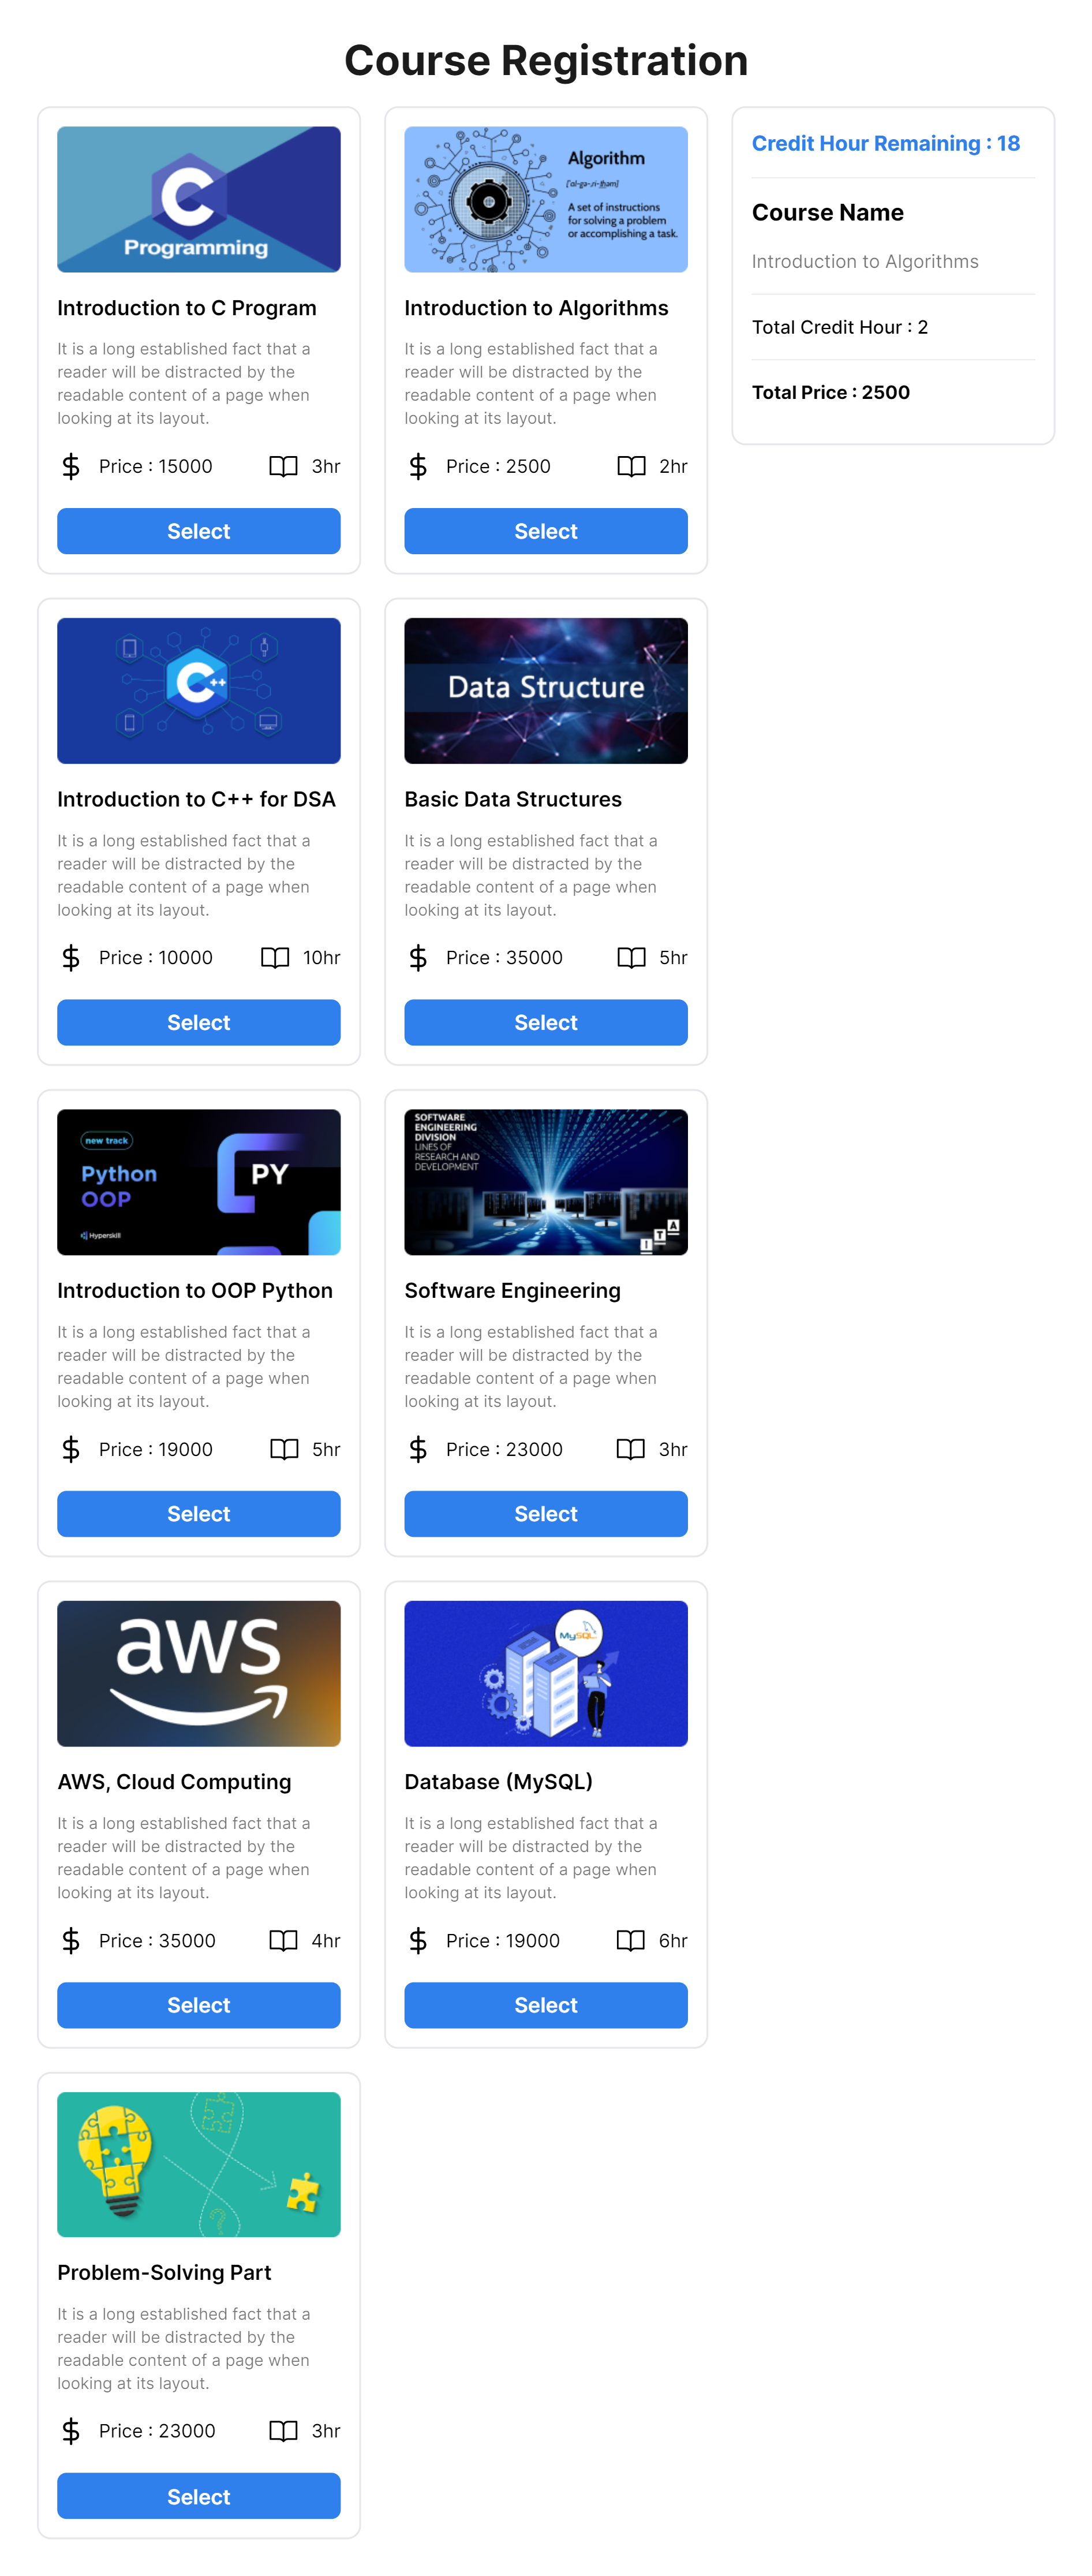 Course Registration
C
Programming
Introduction to C Program
It is a long established fact that a
reader will be distracted by the
readable content of a page when
looking at its layout.
$ Price : 15000 3hr
Select
Algorithm
A set of instructions
for solving a problem
or accomplishing a task.
Introduction to Algorithms
It is a long established fact that a
reader will be distracted by the
readable content of a page when
looking at its layout.
$ Price : 2500 2hr
Select
Credit Hour Remaining : 18
Course Name
Introduction to Algorithms
Total Credit Hour : 2
Total Price : 2500
C++
Introduction to C++ for DSA
It is a long established fact that a
reader will be distracted by the
readable content of a page when
looking at its layout.
$ Price : 10000 10hr
Select
Data Structure
Basic Data Structures
It is a long established fact that a
reader will be distracted by the
readable content of a page when
looking at its layout.
$ Price : 35000 5hr
Select
new track
Python
OOP
PY
Hyperskill
Introduction to OOP Python
It is a long established fact that a
reader will be distracted by the
readable content of a page when
looking at its layout.
$ Price : 19000 5hr
Select
SOFTWARE
ENGINEERING
DIVISION
LINES OF
RESEARCH AND
DEVELOPMENT
ITA
Software Engineering
It is a long established fact that a
reader will be distracted by the
readable content of a page when
looking at its layout.
$ Price : 23000 3hr
Select
aws
AWS, Cloud Computing
It is a long established fact that a
reader will be distracted by the
readable content of a page when
looking at its layout.
$ Price : 35000 4hr
Select
MySQL
Database (MySQL)
It is a long established fact that a
reader will be distracted by the
readable content of a page when
looking at its layout.
$ Price : 19000 6hr
Select
?
Problem-Solving Part
It is a long established fact that a
reader will be distracted by the
readable content of a page when
looking at its layout.
$ Price : 23000 3hr
Select